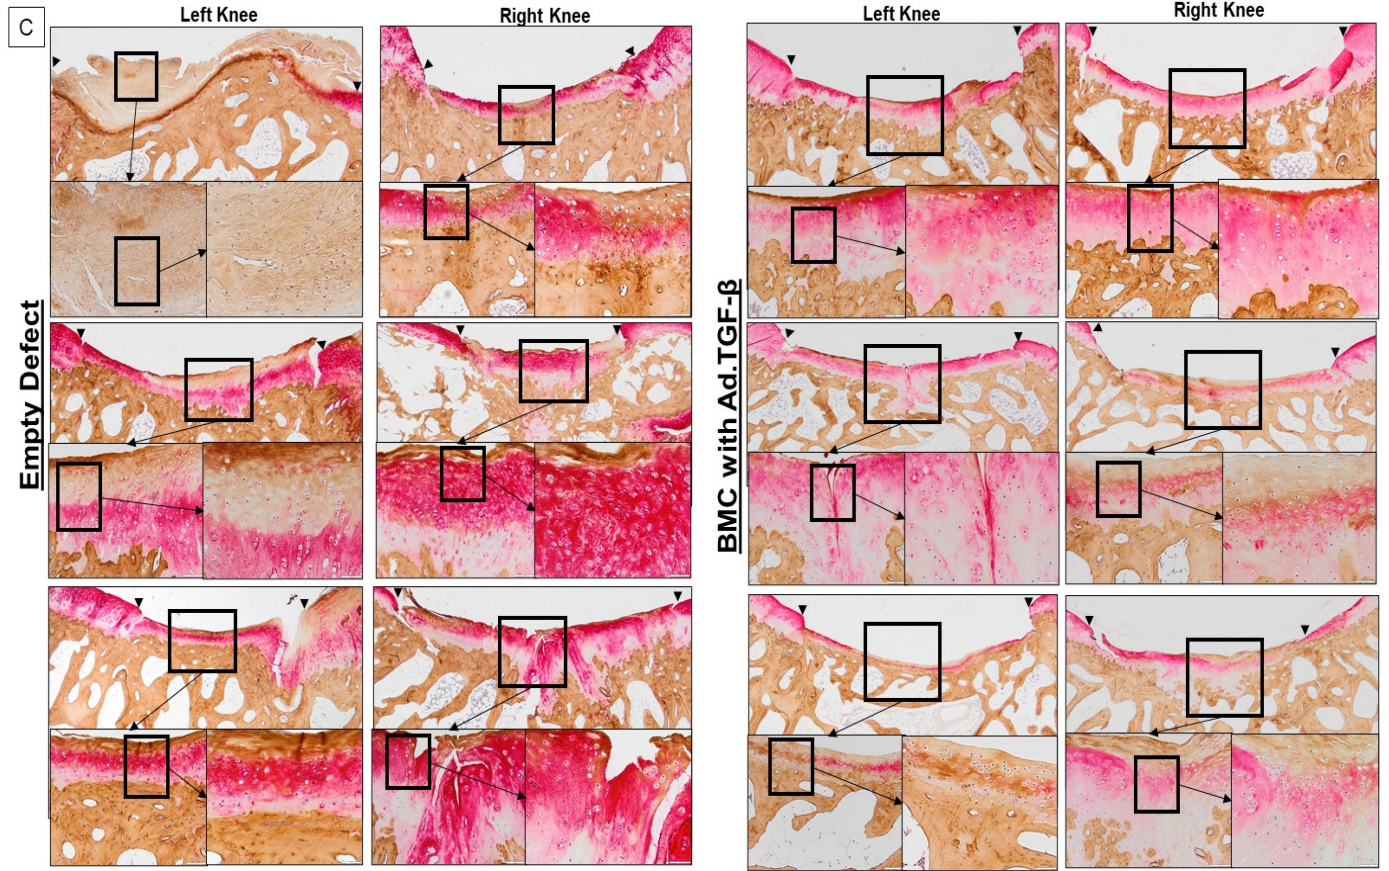 C
Left Knee
Right Knee
Left Knee
Right Knee
Empty Defect
BMC with Ad.TGF-β